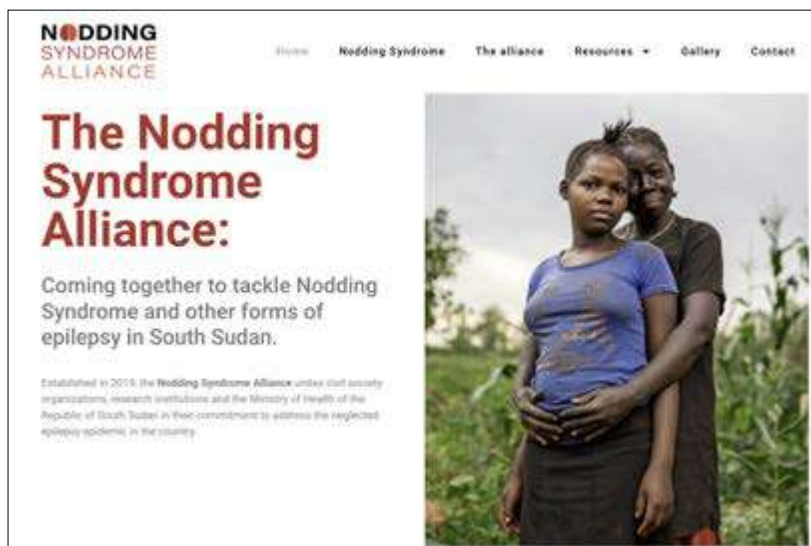 NODDING
SYNDROME
ALLIANCE
Home Nodding Syndrome The alliance Resources Gallery Contact
The Nodding
Syndrome
Alliance:
Coming together to tackle Nodding
Syndrome and other forms of
epilepsy in South Sudan.
Established in 2019, the Nodding Syndrome Alliance unites civil society
organizations, research institutions and the Ministry of Health of the
Republic of South Sudan in their commitment to address the neglected
epilepsy epidemic in the country.